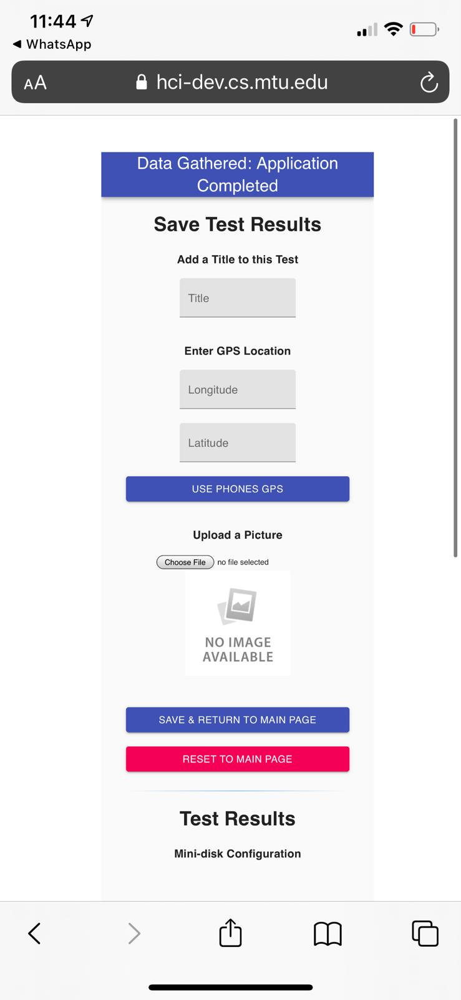 11:44
WhatsApp
AA hci-dev.cs.mtu.edu
Data Gathered: Application
Completed
Save Test Results
Add a Title to this Test
Title
Enter GPS Location
Longitude
Latitude
USE PHONES GPS
Upload a Picture
Choose File no file selected
NO IMAGE
AVAILABLE
SAVE & RETURN TO MAIN PAGE
RESET TO MAIN PAGE
Test Results
Mini-disk Configuration